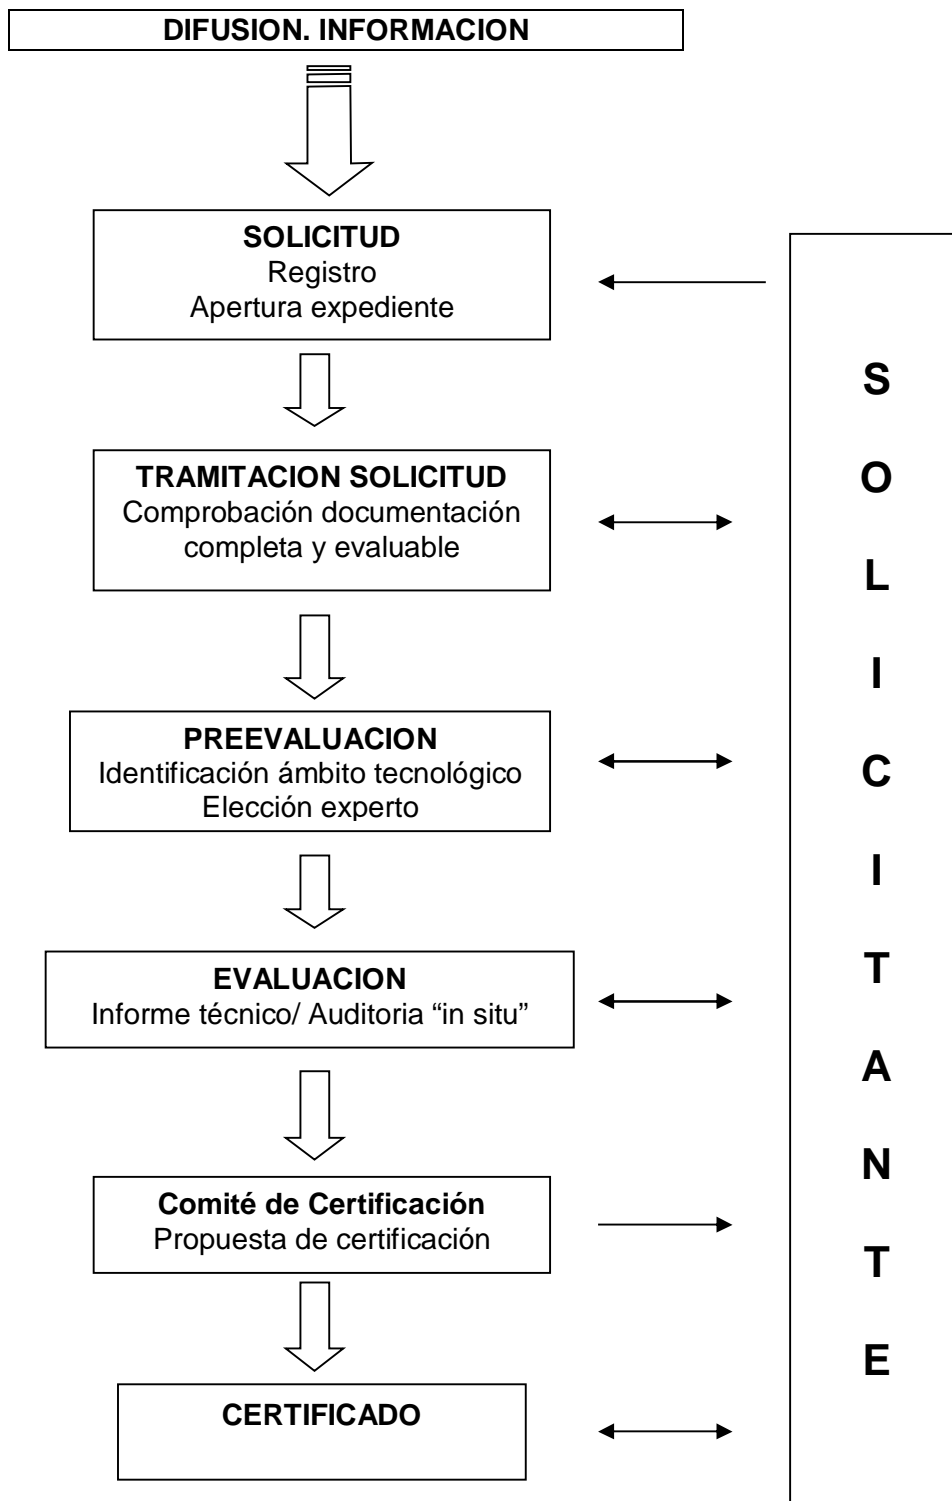 DIFUSION. INFORMACION
SOLICITUD
Registro
Apertura expediente
TRAMITACION SOLICITUD
Comprobación documentación
completa y evaluable
PREEVALUACION
Identificación ámbito tecnológico
Elección experto
EVALUACION
Informe técnico/ Auditoria “in situ”
Comité de Certificación
Propuesta de certificación
CERTIFICADO
S
O
L
I
C
I
T
A
N
T
E